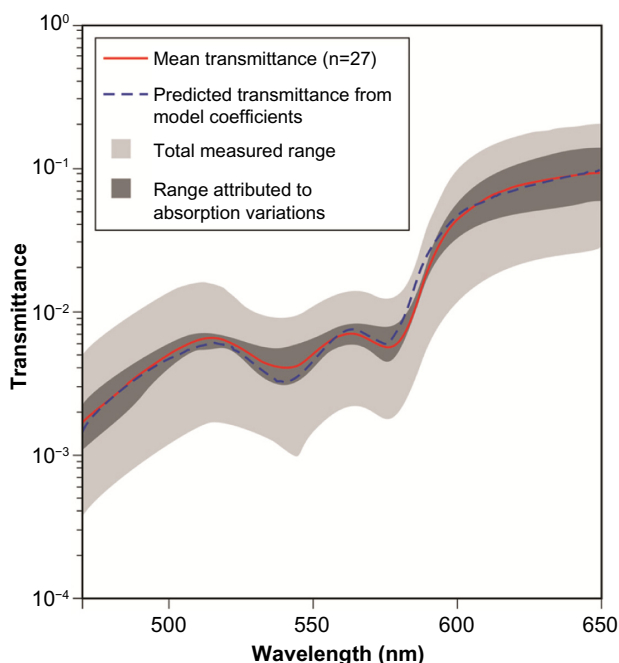 10⁰
Mean transmittance (n=27)
Predicted transmittance from
model coefficients
Total measured range
Range attributed to
absorption variations
10⁻¹
10⁻²
10⁻³
10⁻⁴
Transmittance
500
550
600
650
Wavelength (nm)